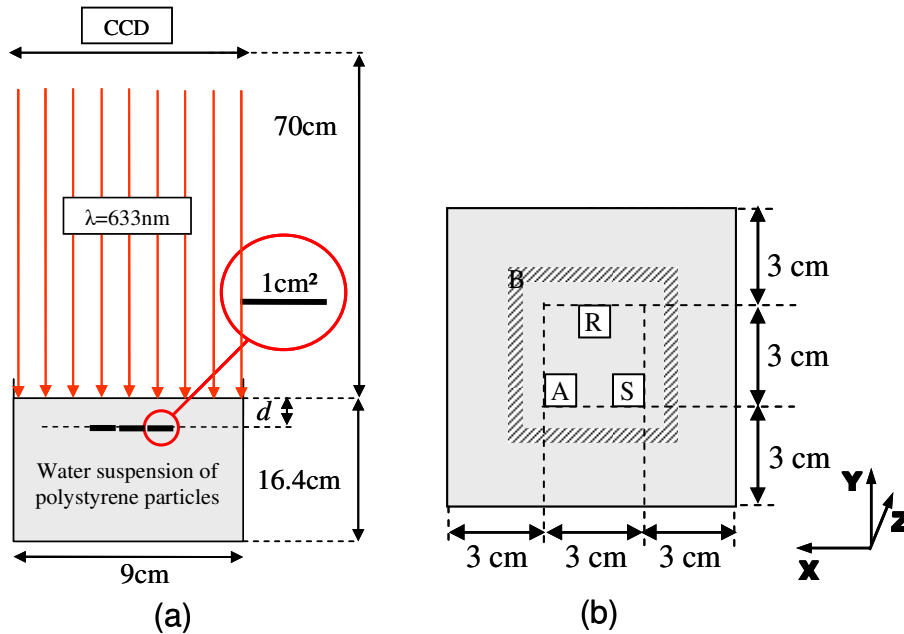 CCD
70cm
λ=633nm
1cm²
d
Water suspension of
polystyrene particles
16.4cm
9cm
(a)
B
R
A
S
3 cm
3 cm
3 cm
3 cm
3 cm
3 cm
Y
Z
X
(b)